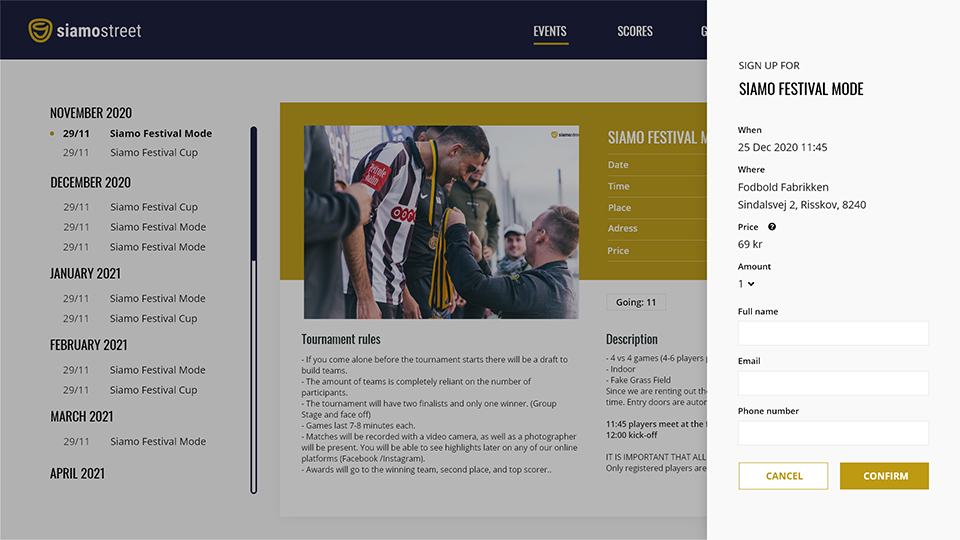 siamostreet
EVENTS
SCORES
G
NOVEMBER 2020
29/11 Siamo Festival Mode
29/11 Siamo Festival Cup
DECEMBER 2020
29/11 Siamo Festival Cup
29/11 Siamo Festival Mode
29/11 Siamo Festival Mode
JANUARY 2021
29/11 Siamo Festival Mode
29/11 Siamo Festival Cup
FEBRUARY 2021
29/11 Siamo Festival Mode
29/11 Siamo Festival Cup
MARCH 2021
29/11 Siamo Festival Mode
APRIL 2021
siamostreet
SIAMO FESTIVAL M
Date
Time
Place
Adress
Price
Going: 11
Tournament rules
- If you come alone before the tournament starts there will be a draft to
build teams.
- The amount of teams is completely reliant on the number of
participants.
- The tournament will have two finalists and only one winner. (Group
Stage and face off)
- Games last 7-8 minutes each.
- Matches will be recorded with a video camera, as well as a photographer
will be present. You will be able to see highlights later on any of our online
platforms (Facebook /Instagram).
- Awards will go to the winning team, second place, and top scorer..
Description
- 4 vs 4 games (4-6 players p
- Indoor
- Fake Grass Field
Since we are renting out the
time. Entry doors are autor
11:45 players meet at the f
12:00 kick-off
IT IS IMPORTANT THAT ALL
Only registered players are
SIGN UP FOR
SIAMO FESTIVAL MODE
When
25 Dec 2020 11:45
Where
Fodbold Fabrikken
Sindalsvej 2, Risskov, 8240
Price ?
69 kr
Amount
1
Full name
Email
Phone number
CANCEL
CONFIRM